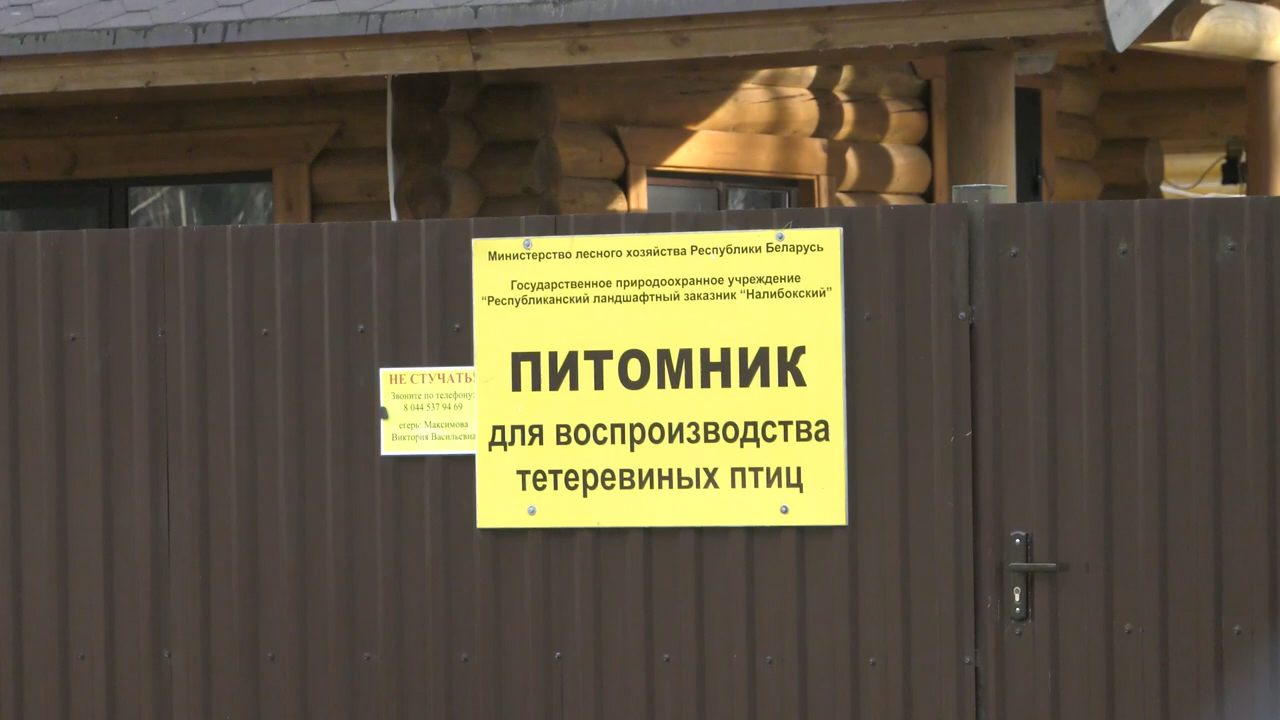 Министерство лесного хозяйства Республики Беларусь
Государственное природоохранное учреждение
“Республиканский ландшафтный заказник “Налибокский”
ПИТОМНИК
для воспроизводства
тетеревиных птиц
НЕ СТУЧАТЬ!
Звоните по телефону:
8 044 537 94 69
егерь: Максимова
Виктория Васильевна